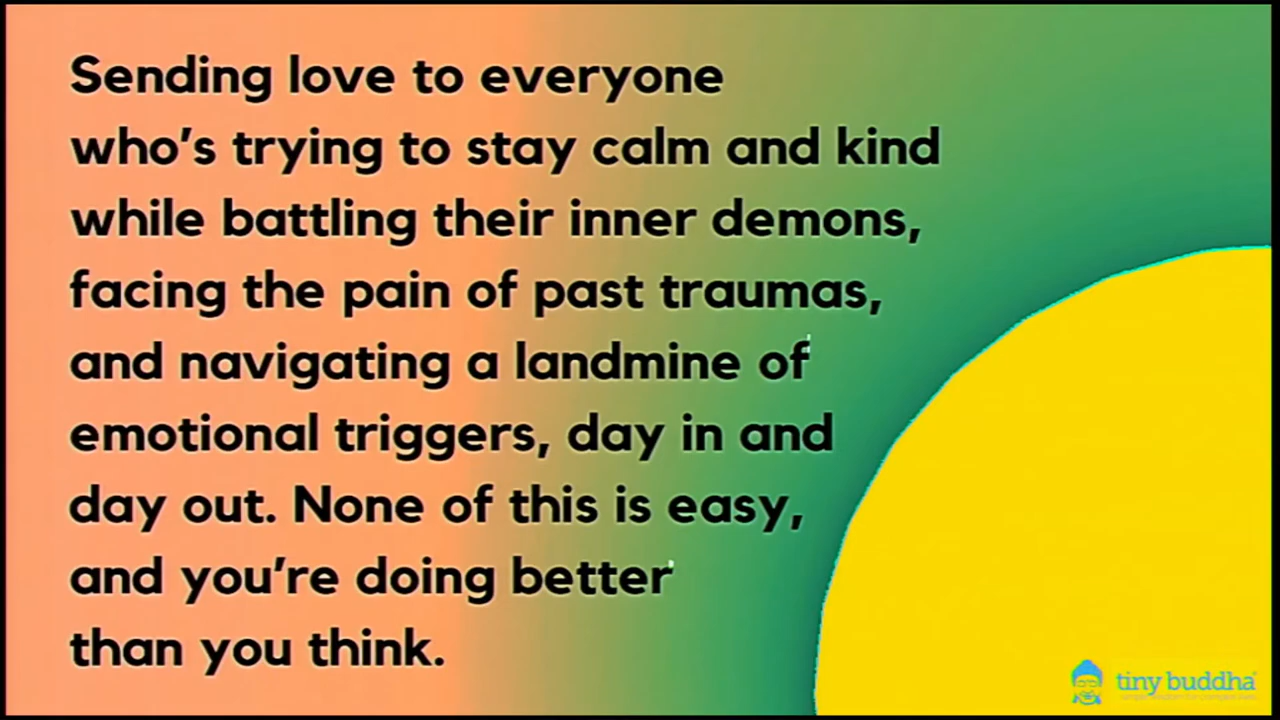 Sending love to everyone
who's trying to stay calm and kind
while battling their inner demons,
facing the pain of past traumas,
and navigating a landmine of
emotional triggers, day in and
day out. None of this is easy,
and you're doing better
than you think.
tiny buddha